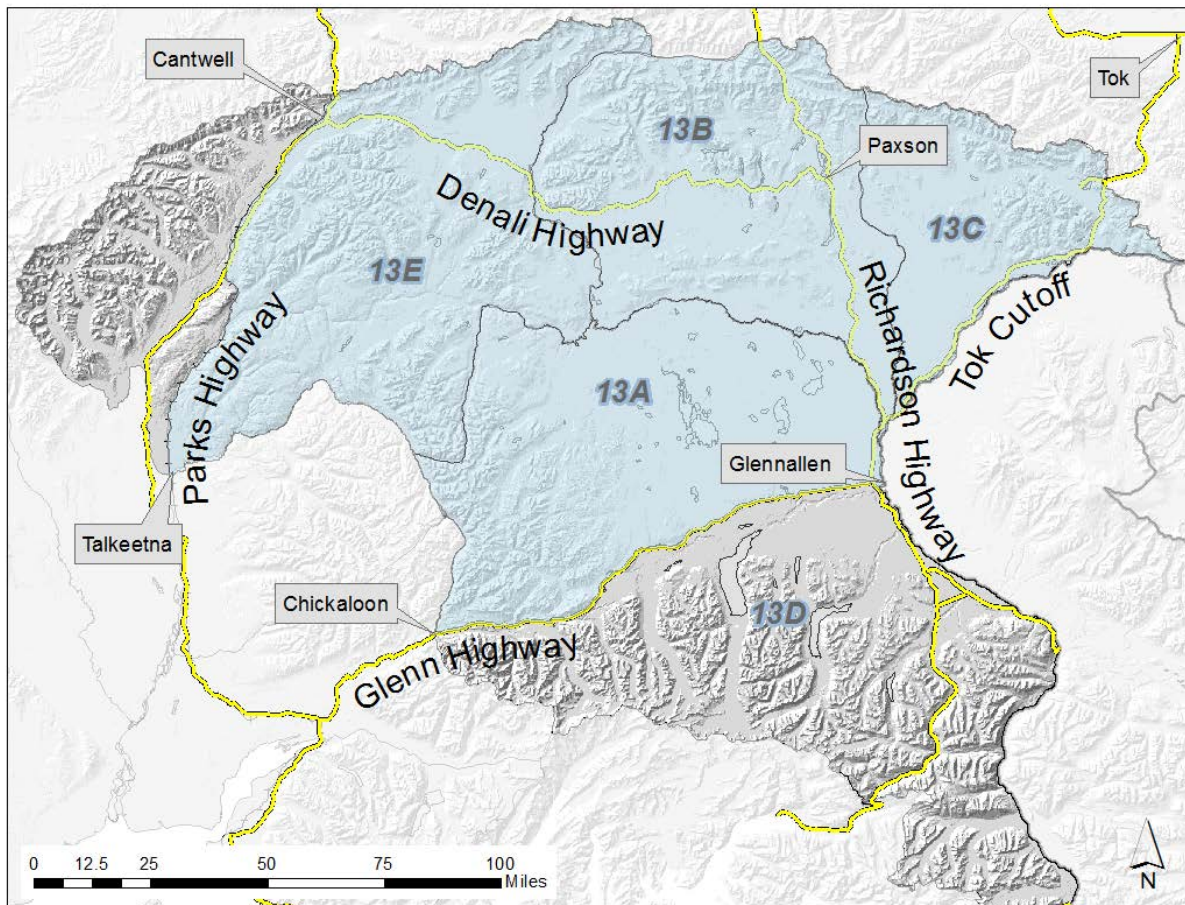 Cantwell
Tok
13B
Paxson
Denali Highway
13C
13E
Richardson Highway
Tok Cutoff
Parks Highway
13A
Glennallen
Talkeetna
Chickaloon
13D
Glenn Highway
0 12.5 25 50 75 100
Miles
N